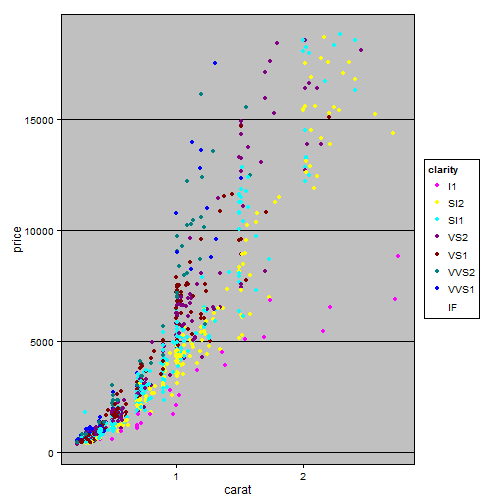 15000
10000
5000
0
price
1
2
carat
clarity
I1
SI2
SI1
VS2
VS1
VVS2
VVS1
IF